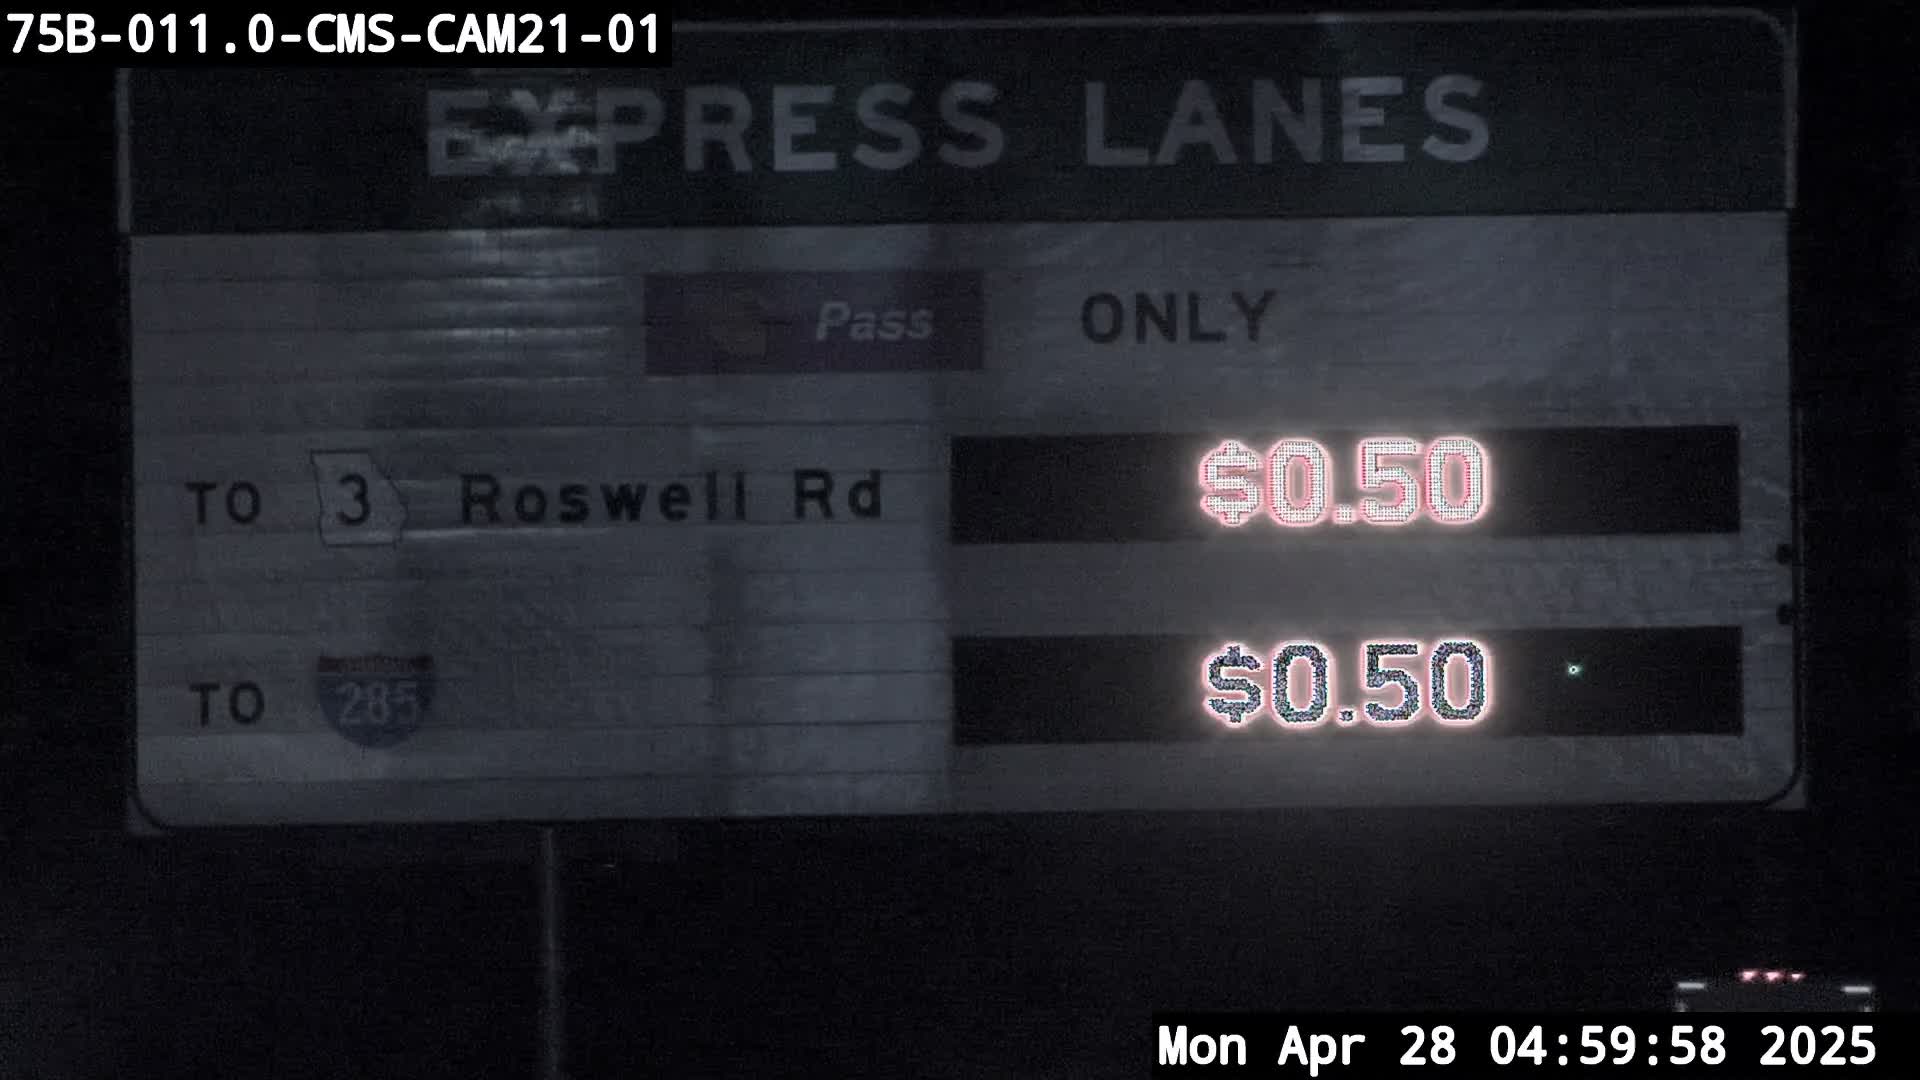 75B-011.0-CMS-CAM21-01
EXPRESS LANES
Pass ONLY
TO 3 Roswell Rd $0.50
TO 285 $0.50
Mon Apr 28 04:59:58 2025